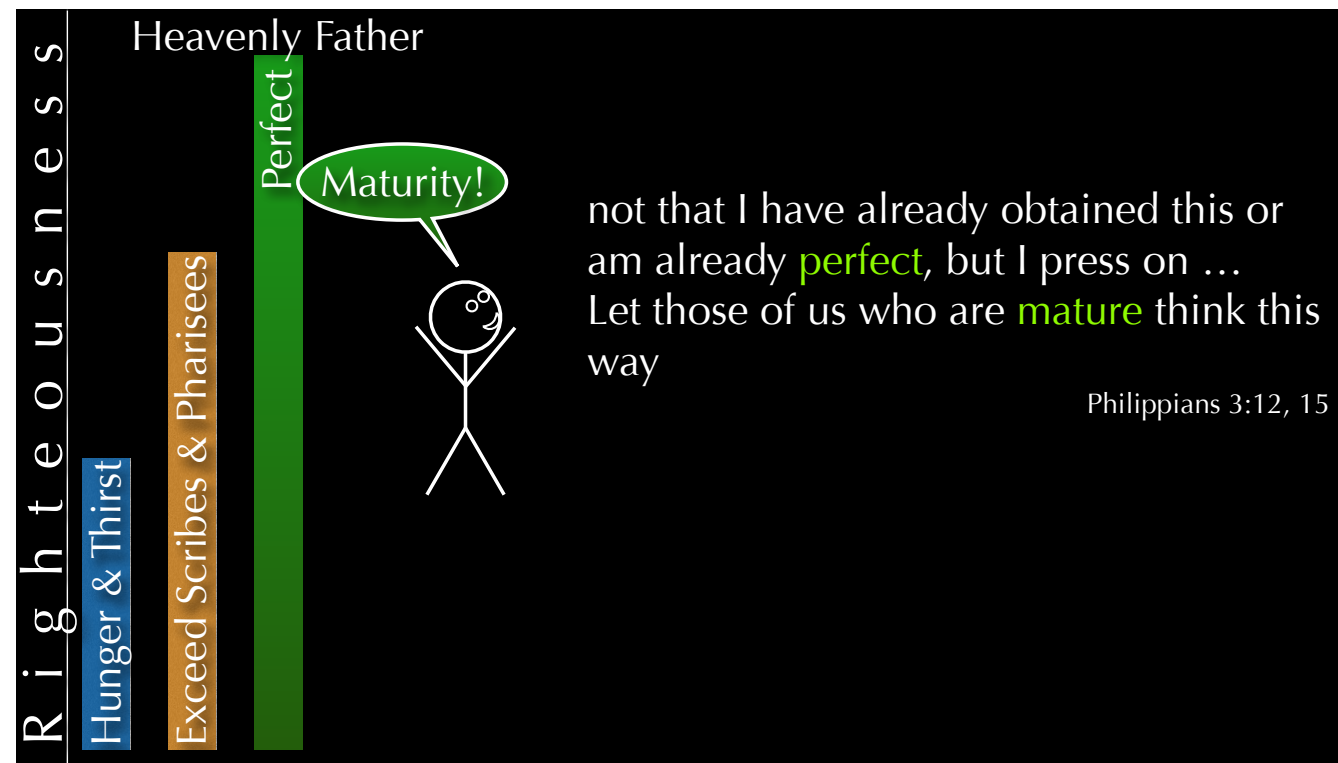 Righteousness
Heavenly Father
Hunger & Thirst
Exceed Scribes & Pharisees
Perfect
Maturity!
not that I have already obtained this or
am already perfect, but I press on …
Let those of us who are mature think this
way
Philippians 3:12, 15